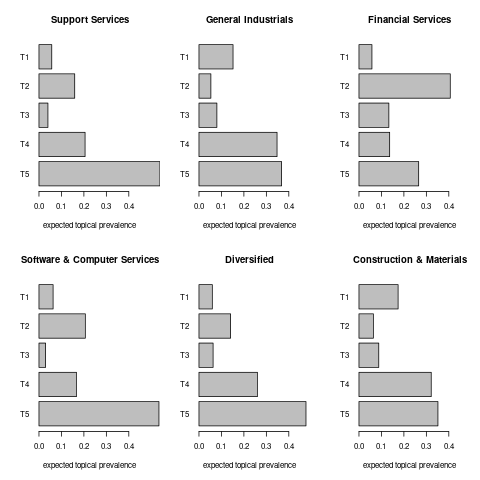 Support Services
General Industrials
Financial Services
T1
T2
T3
T4
T5
0.0 0.1 0.2 0.3 0.4
expected topical prevalence
T1
T2
T3
T4
T5
0.0 0.1 0.2 0.3 0.4
expected topical prevalence
T1
T2
T3
T4
T5
0.0 0.1 0.2 0.3 0.4
expected topical prevalence
Software & Computer Services
Diversified
Construction & Materials
T1
T2
T3
T4
T5
0.0 0.1 0.2 0.3 0.4
expected topical prevalence
T1
T2
T3
T4
T5
0.0 0.1 0.2 0.3 0.4
expected topical prevalence
T1
T2
T3
T4
T5
0.0 0.1 0.2 0.3 0.4
expected topical prevalence